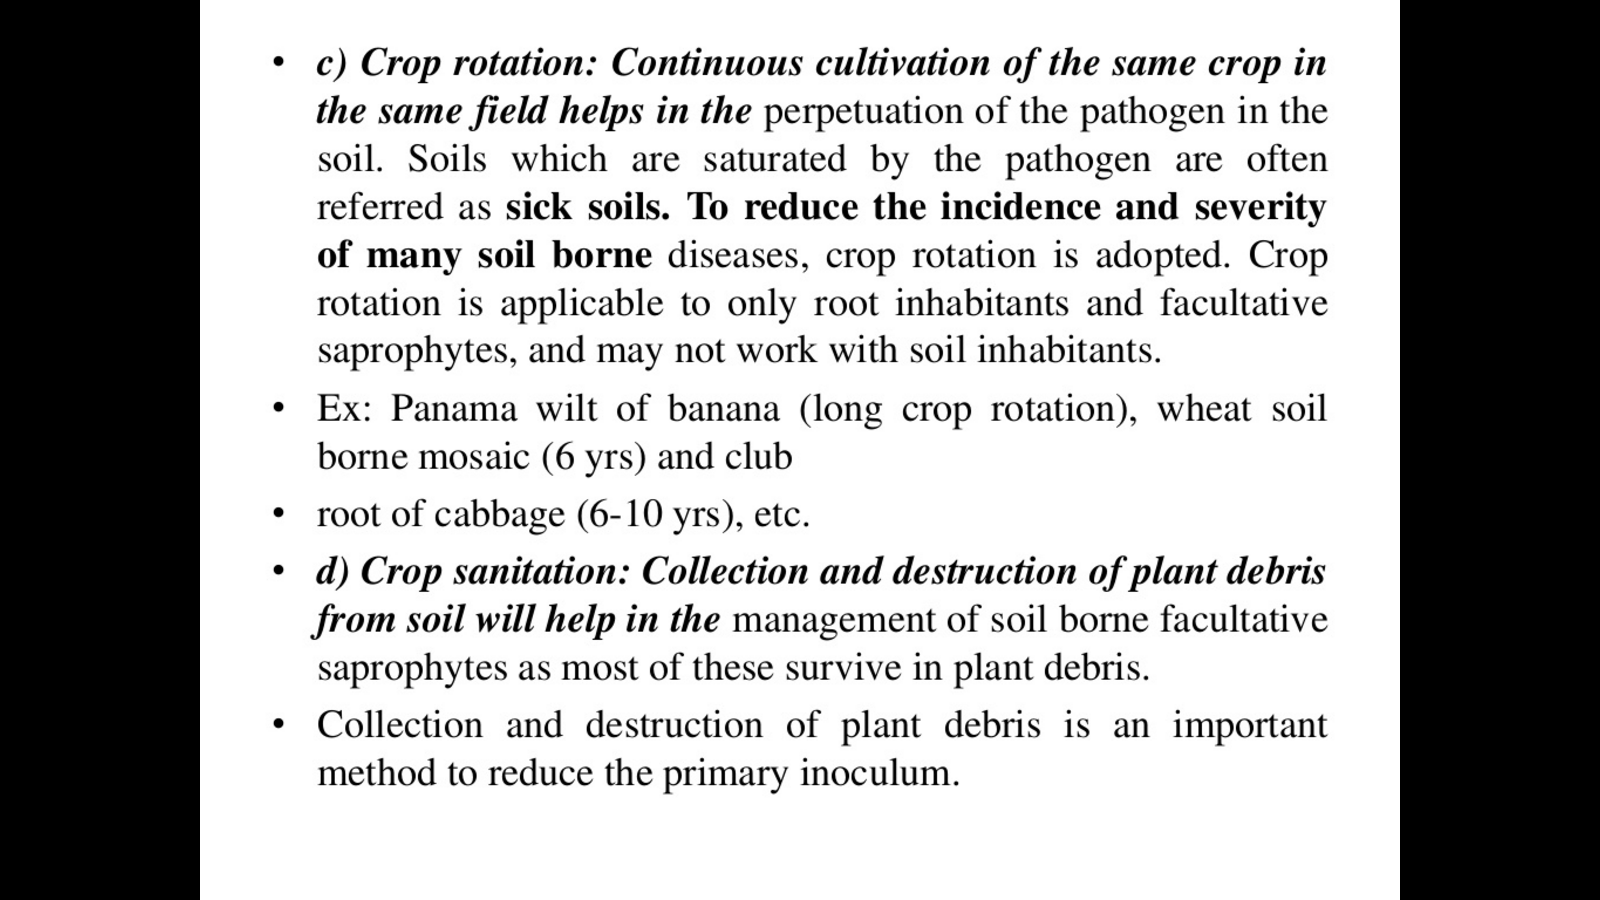 • c) Crop rotation: Continuous cultivation of the same crop in
the same field helps in the perpetuation of the pathogen in the
soil. Soils which are saturated by the pathogen are often
referred as sick soils. To reduce the incidence and severity
of many soil borne diseases, crop rotation is adopted. Crop
rotation is applicable to only root inhabitants and facultative
saprophytes, and may not work with soil inhabitants.
• Ex: Panama wilt of banana (long crop rotation), wheat soil
borne mosaic (6 yrs) and club
• root of cabbage (6-10 yrs), etc.
• d) Crop sanitation: Collection and destruction of plant debris
from soil will help in the management of soil borne facultative
saprophytes as most of these survive in plant debris.
• Collection and destruction of plant debris is an important
method to reduce the primary inoculum.